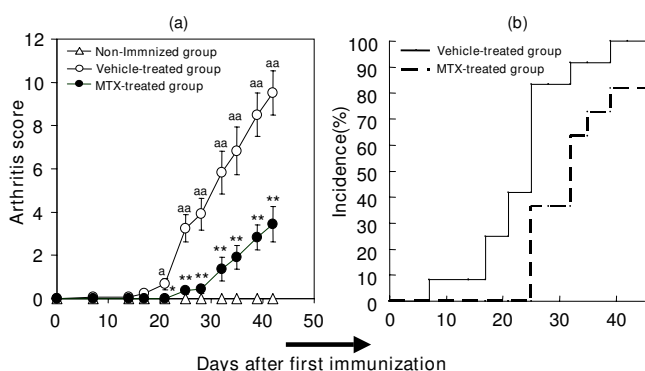 (a)
12
10
8
6
4
2
0
Arthritis score
Non-Immnized group
Vehicle-treated group
MTX-treated group
a
aa
aa
aa
aa
aa
aa
*
**
**
**
**
**
**
0 10 20 30 40 50
(b)
100
90
80
70
60
50
40
30
20
10
0
Incidence(%)
Vehicle-treated group
MTX-treated group
0 10 20 30 40
Days after first immunization